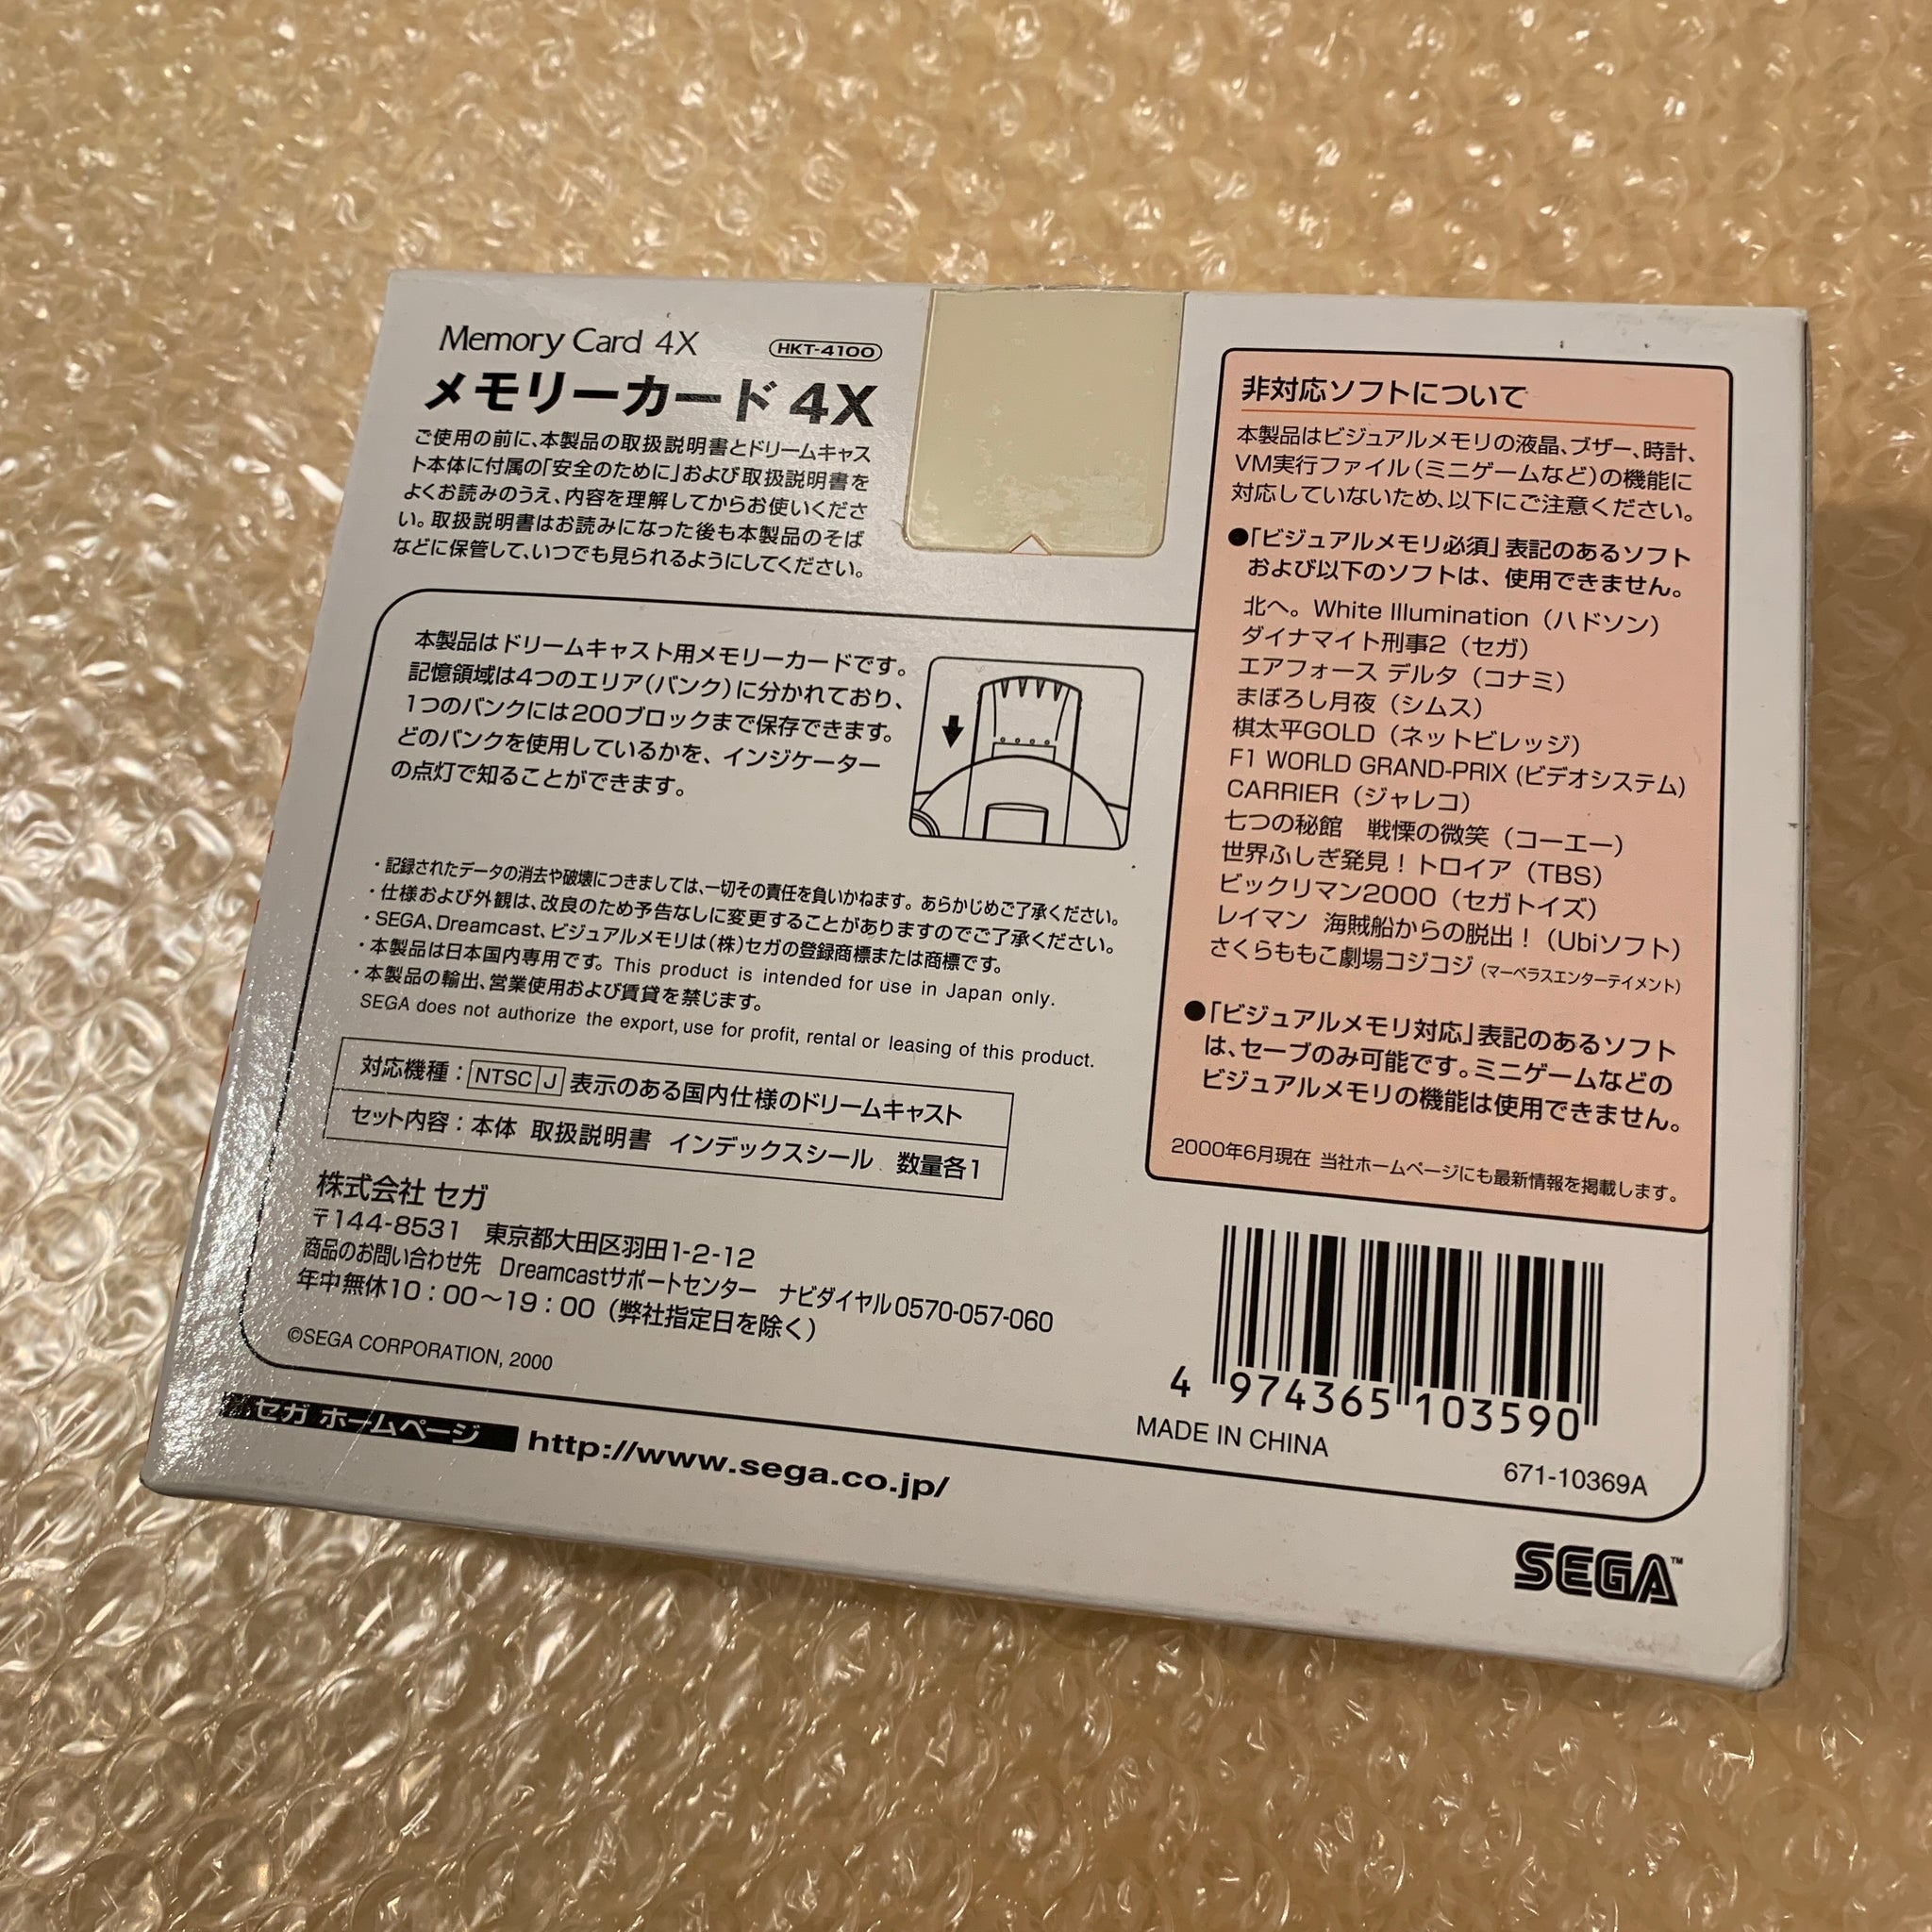 Memory Card 4X HKT-4100
メモリーカード 4X
ご使用の前に、本製品の取扱説明書とドリームキャス
ト本体に付属の「安全のために」および取扱説明書を
よくお読みのうえ、内容を理解してからお使いくださ
い。取扱説明書はお読みになった後も本製品のそば
などに保管して、いつでも見られるようにしてください。
本製品はドリームキャスト用メモリーカードです。
記憶領域は4つのエリア（バンク）に分かれており、
1つのバンクには200ブロックまで保存できます。
どのバンクを使用しているかを、インジケーター
の点灯で知ることができます。
・記録されたデータの消去や破壊につきましては、一切その責任を負いかねます。あらかじめご了承ください。
・仕様および外観は、改良のため予告なしに変更することがありますのでご了承ください。
・SEGA、Dreamcast、ビジュアルメモリは（株）セガの登録商標または商標です。
・本製品は日本国内専用です。This product is intended for use in Japan only.
・本製品の輸出、営業使用および賃貸を禁じます。
SEGA does not authorize the export, use for profit, rental or leasing of this product.
対応機種：NTSC J 表示のある国内仕様のドリームキャスト
セット内容：本体 取扱説明書 インデックスシール 数量各1
株式会社 セガ
〒144-8531 東京都大田区羽田1-2-12
商品のお問い合わせ先 Dreamcastサポートセンター ナビダイヤル0570-057-060
年中無休10：00〜19：00（弊社指定日を除く）
©SEGA CORPORATION, 2000
セガ ホームページ http://www.sega.co.jp/
非対応ソフトについて
本製品はビジュアルメモリの液晶、ブザー、時計、
VM実行ファイル（ミニゲームなど）の機能に
対応していないため、以下にご注意ください。
●「ビジュアルメモリ必須」表記のあるソフト
および以下のソフトは、使用できません。
北へ。White Illumination（ハドソン）
ダイナマイト刑事2（セガ）
エアフォース デルタ（コナミ）
まぼろし月夜（シムス）
棋太平GOLD（ネットビレッジ）
F1 WORLD GRAND-PRIX（ビデオシステム）
CARRIER（ジャレコ）
七つの秘館 戦慄の微笑（コーエー）
世界ふしぎ発見！トロイア（TBS）
ビックリマン2000（セガトイズ）
レイマン 海賊船からの脱出！（Ubiソフト）
さくらももこ劇場コジコジ（マーベラスエンターテイメント）
●「ビジュアルメモリ対応」表記のあるソフト
は、セーブのみ可能です。ミニゲームなどの
ビジュアルメモリの機能は使用できません。
2000年6月現在 当社ホームページにも最新情報を掲載します。
4 974365 103590
MADE IN CHINA
671-10369A
SEGA™